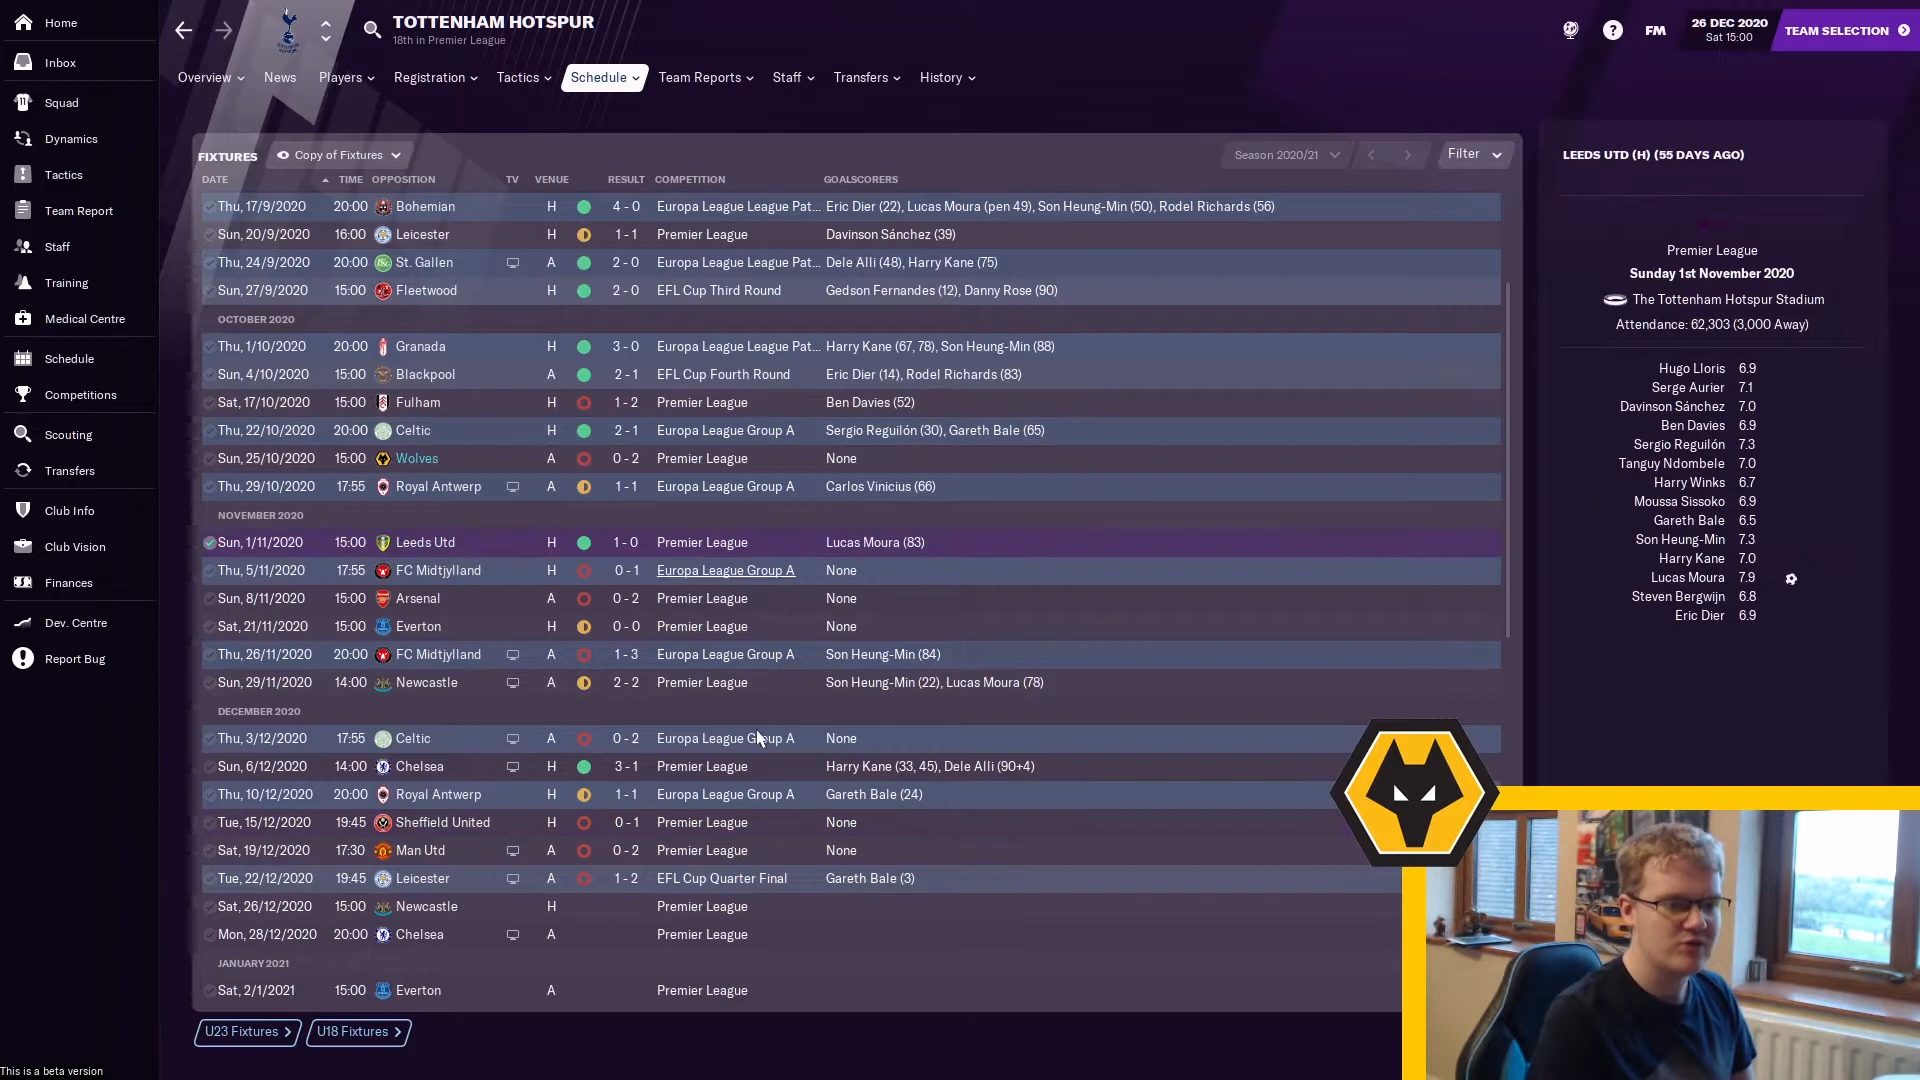 Home
Inbox
Squad
Dynamics
Tactics
Team Report
Staff
Training
Medical Centre
Schedule
Competitions
Scouting
Transfers
Club Info
Club Vision
Finances
Dev. Centre
Report Bug
This is a beta version
TOTTENHAM HOTSPUR
18th in Premier League
FM
26 DEC 2020
Sat 15:00
TEAM SELECTION
Overview News Players Registration Tactics Schedule Team Reports Staff Transfers History
FIXTURES Copy of Fixtures Season 2020/21 Filter
DATE TIME OPPOSITION TV VENUE RESULT COMPETITION GOALSCORERS
Thu, 17/9/2020 20:00 Bohemian H 4 - 0 Europa League League Pat... Eric Dier (22), Lucas Moura (pen 49), Son Heung-Min (50), Rodel Richards (56)
Sun, 20/9/2020 16:00 Leicester H 1 - 1 Premier League Davinson Sánchez (39)
Thu, 24/9/2020 20:00 St. Gallen A 2 - 0 Europa League League Pat... Dele Alli (48), Harry Kane (75)
Sun, 27/9/2020 15:00 Fleetwood H 2 - 0 EFL Cup Third Round Gedson Fernandes (12), Danny Rose (90)
OCTOBER 2020
Thu, 1/10/2020 20:00 Granada H 3 - 0 Europa League League Pat... Harry Kane (67, 78), Son Heung-Min (88)
Sun, 4/10/2020 15:00 Blackpool A 2 - 1 EFL Cup Fourth Round Eric Dier (14), Rodel Richards (83)
Sat, 17/10/2020 15:00 Fulham H 1 - 2 Premier League Ben Davies (52)
Thu, 22/10/2020 20:00 Celtic H 2 - 1 Europa League Group A Sergio Reguilón (30), Gareth Bale (65)
Sun, 25/10/2020 15:00 Wolves A 0 - 2 Premier League None
Thu, 29/10/2020 17:55 Royal Antwerp A 1 - 1 Europa League Group A Carlos Vinicius (66)
NOVEMBER 2020
Sun, 1/11/2020 15:00 Leeds Utd H 1 - 0 Premier League Lucas Moura (83)
Thu, 5/11/2020 17:55 FC Midtjylland H 0 - 1 Europa League Group A None
Sun, 8/11/2020 15:00 Arsenal A 0 - 2 Premier League None
Sat, 21/11/2020 15:00 Everton H 0 - 0 Premier League None
Thu, 26/11/2020 20:00 FC Midtjylland A 1 - 3 Europa League Group A Son Heung-Min (84)
Sun, 29/11/2020 14:00 Newcastle A 2 - 2 Premier League Son Heung-Min (22), Lucas Moura (78)
DECEMBER 2020
Thu, 3/12/2020 17:55 Celtic A 0 - 2 Europa League Group A None
Sun, 6/12/2020 14:00 Chelsea H 3 - 1 Premier League Harry Kane (33, 45), Dele Alli (90+4)
Thu, 10/12/2020 20:00 Royal Antwerp H 1 - 1 Europa League Group A Gareth Bale (24)
Tue, 15/12/2020 19:45 Sheffield United H 0 - 1 Premier League None
Sat, 19/12/2020 17:30 Man Utd A 0 - 2 Premier League None
Tue, 22/12/2020 19:45 Leicester A 1 - 2 EFL Cup Quarter Final Gareth Bale (3)
Sat, 26/12/2020 15:00 Newcastle H Premier League
Mon, 28/12/2020 20:00 Chelsea A Premier League
JANUARY 2021
Sat, 2/1/2021 15:00 Everton A Premier League
U23 Fixtures U18 Fixtures
LEEDS UTD (H) (55 DAYS AGO)
Premier League
Sunday 1st November 2020
The Tottenham Hotspur Stadium
Attendance: 62,303 (3,000 Away)
Hugo Lloris 6.9
Serge Aurier 7.1
Davinson Sánchez 7.0
Ben Davies 6.9
Sergio Reguilón 7.3
Tanguy Ndombele 7.0
Harry Winks 6.7
Moussa Sissoko 6.9
Gareth Bale 6.5
Son Heung-Min 7.3
Harry Kane 7.0
Lucas Moura 7.9
Steven Bergwijn 6.8
Eric Dier 6.9